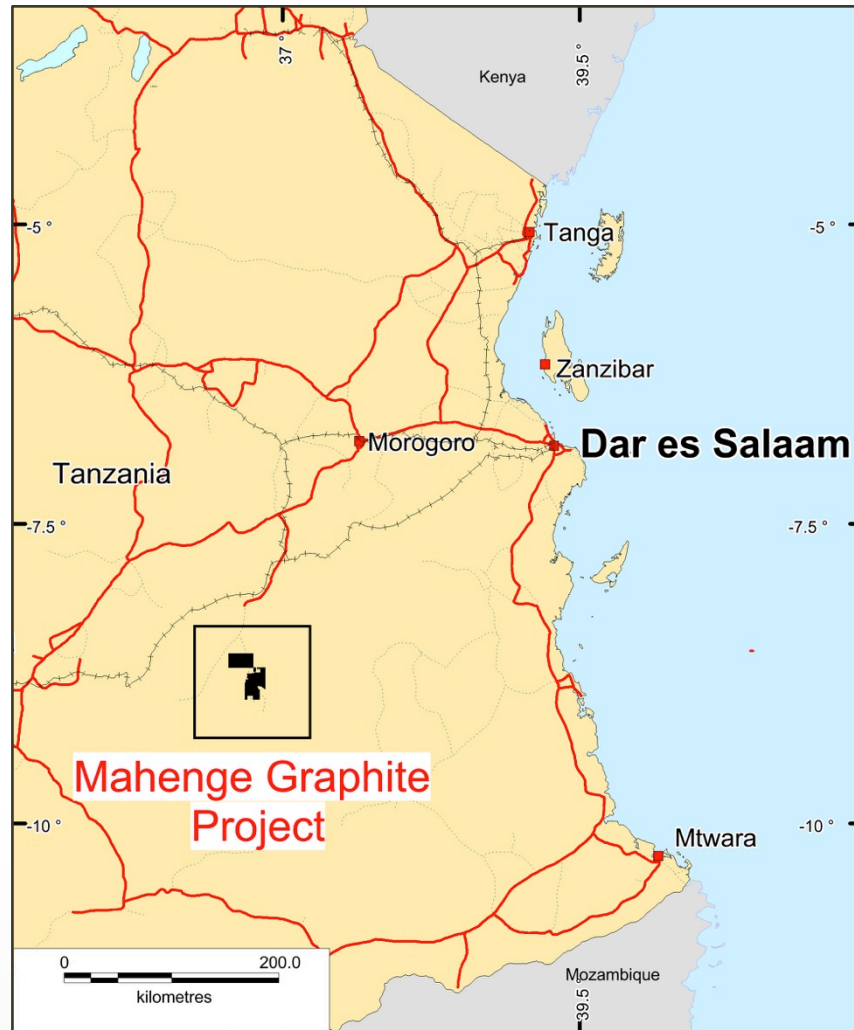 37 °
39.5 °
Kenya
-5 °
-5 °
Tanga
Zanzibar
Morogoro
Dar es Salaam
Tanzania
-7.5 °
-7.5 °
Mahenge Graphite
Project
-10 °
-10 °
Mtwara
0
200.0
kilometres
Mozambique
39.5 °